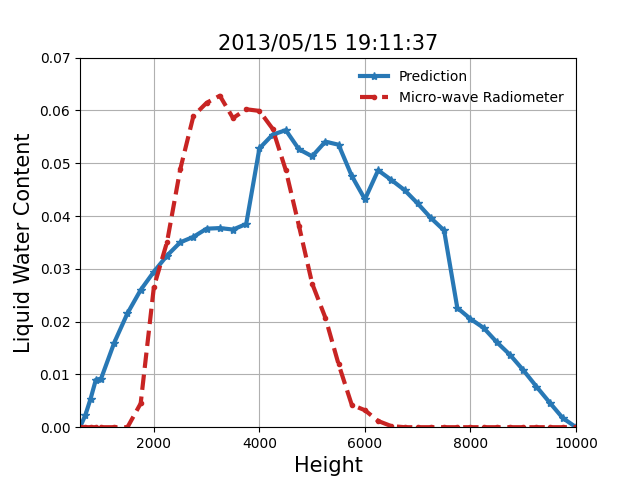 2013/05/15 19:11:37
Prediction
Micro-wave Radiometer
0.07
0.06
0.05
0.04
0.03
0.02
0.01
0.00
Liquid Water Content
2000 4000 6000 8000 10000
Height